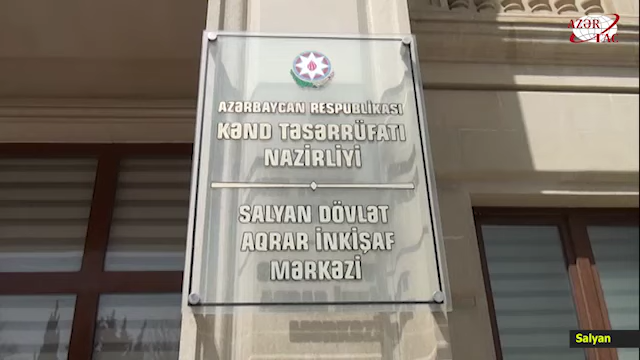 AZƏRTAC
AZƏRBAYCAN RESPUBLİKASI
KƏND TƏSƏRRÜFATI
NAZİRLİYİ
SALYAN DÖVLƏT
AQRAR İNKİŞAF
MƏRKƏZİ
Salyan